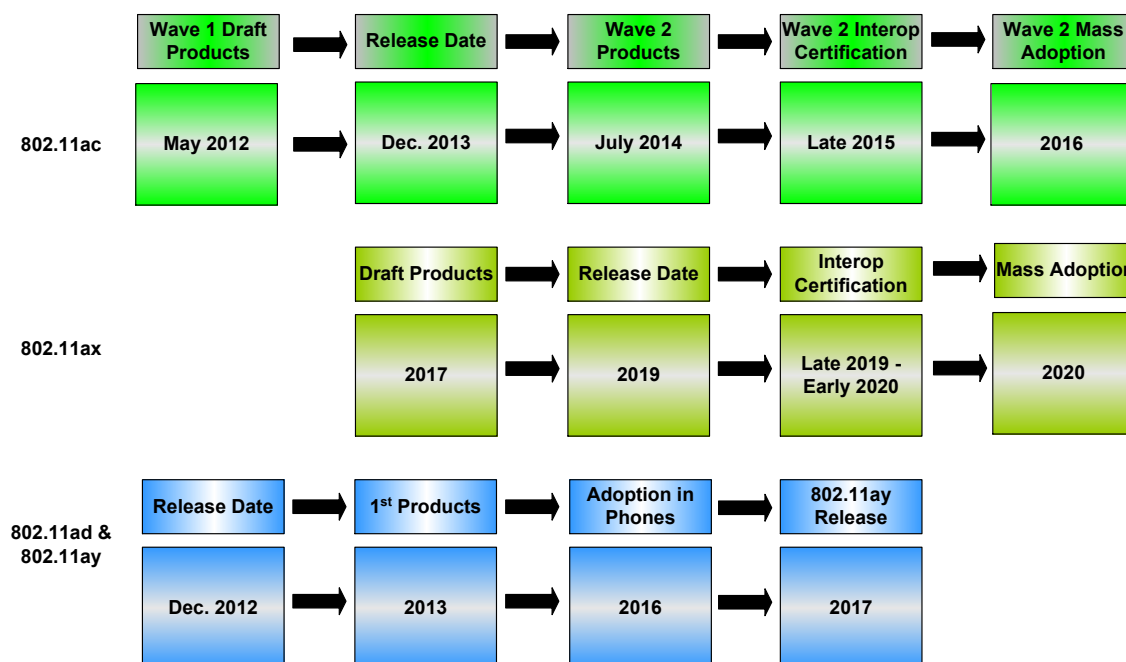 Wave 1 Draft
Products
Release Date
Wave 2
Products
Wave 2 Interop
Certification
Wave 2 Mass
Adoption
802.11ac
May 2012
Dec. 2013
July 2014
Late 2015
2016
Draft Products
Release Date
Interop
Certification
Mass Adoption
802.11ax
2017
2019
Late 2019 -
Early 2020
2020
Release Date
1st Products
Adoption in
Phones
802.11ay
Release
802.11ad &
802.11ay
Dec. 2012
2013
2016
2017